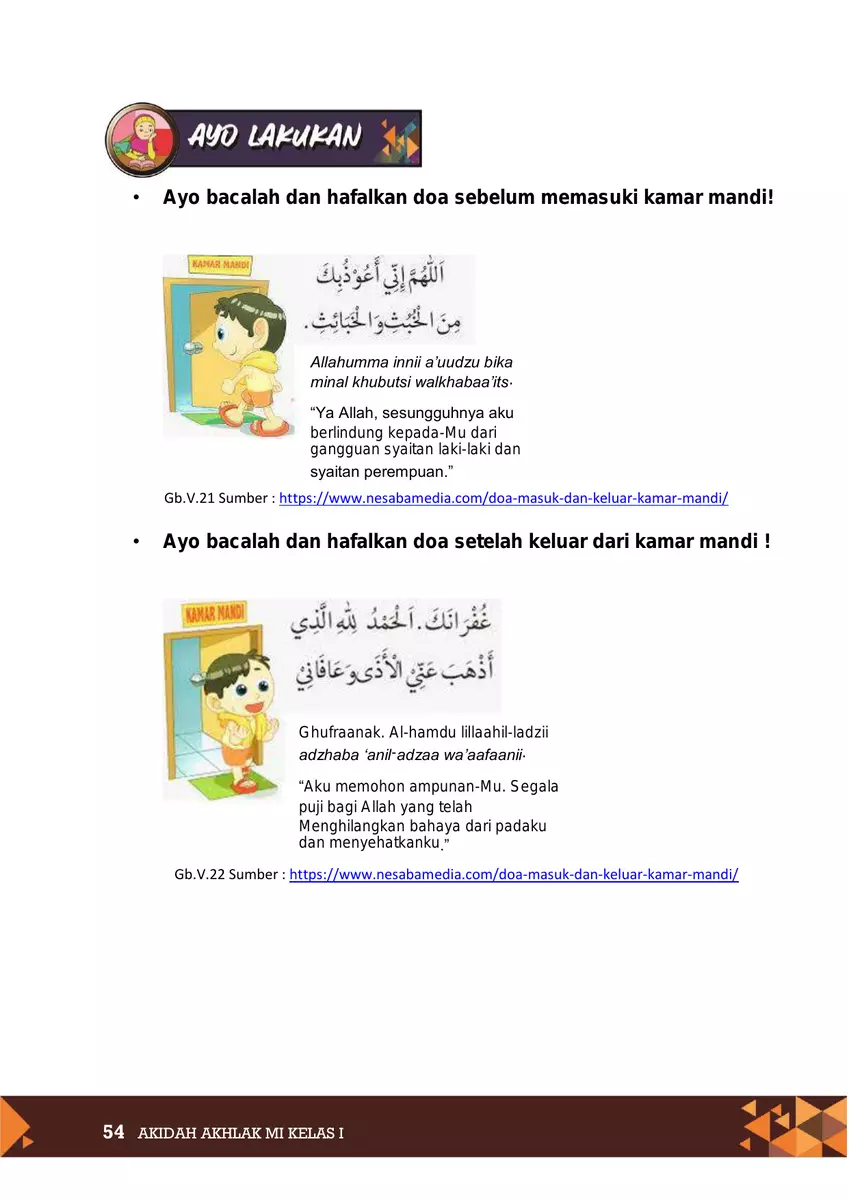 AYO LAKUKAN
• Ayo bacalah dan hafalkan doa sebelum memasuki kamar mandi!
KAMAR MANDI
اَللّٰهُمَّ إِنِّي أَعُوْذُبِكَ
مِنَ الْخُبُثِ وَالْخَبَائِثِ.
Allahumma innii a’uudzu bika
minal khubutsi walkhabaa’its.
“Ya Allah, sesungguhnya aku
berlindung kepada-Mu dari
gangguan syaitan laki-laki dan
syaitan perempuan.”
Gb.V.21 Sumber : https://www.nesabamedia.com/doa-masuk-dan-keluar-kamar-mandi/
• Ayo bacalah dan hafalkan doa setelah keluar dari kamar mandi !
KAMAR MANDI
غُفْرَانَكَ. اَلْحَمْدُ لِلّٰهِ الَّذِي
أَذْهَبَ عَنِّيْ الْأَذَى وَعَافَانِيْ
Ghufraanak. Al-hamdu lillaahil-ladzii
adzhaba ‘anil-adzaa wa’aafaanii.
“Aku memohon ampunan-Mu. Segala
puji bagi Allah yang telah
Menghilangkan bahaya dari padaku
dan menyehatkanku.”
Gb.V.22 Sumber : https://www.nesabamedia.com/doa-masuk-dan-keluar-kamar-mandi/
54 AKIDAH AKHLAK MI KELAS I